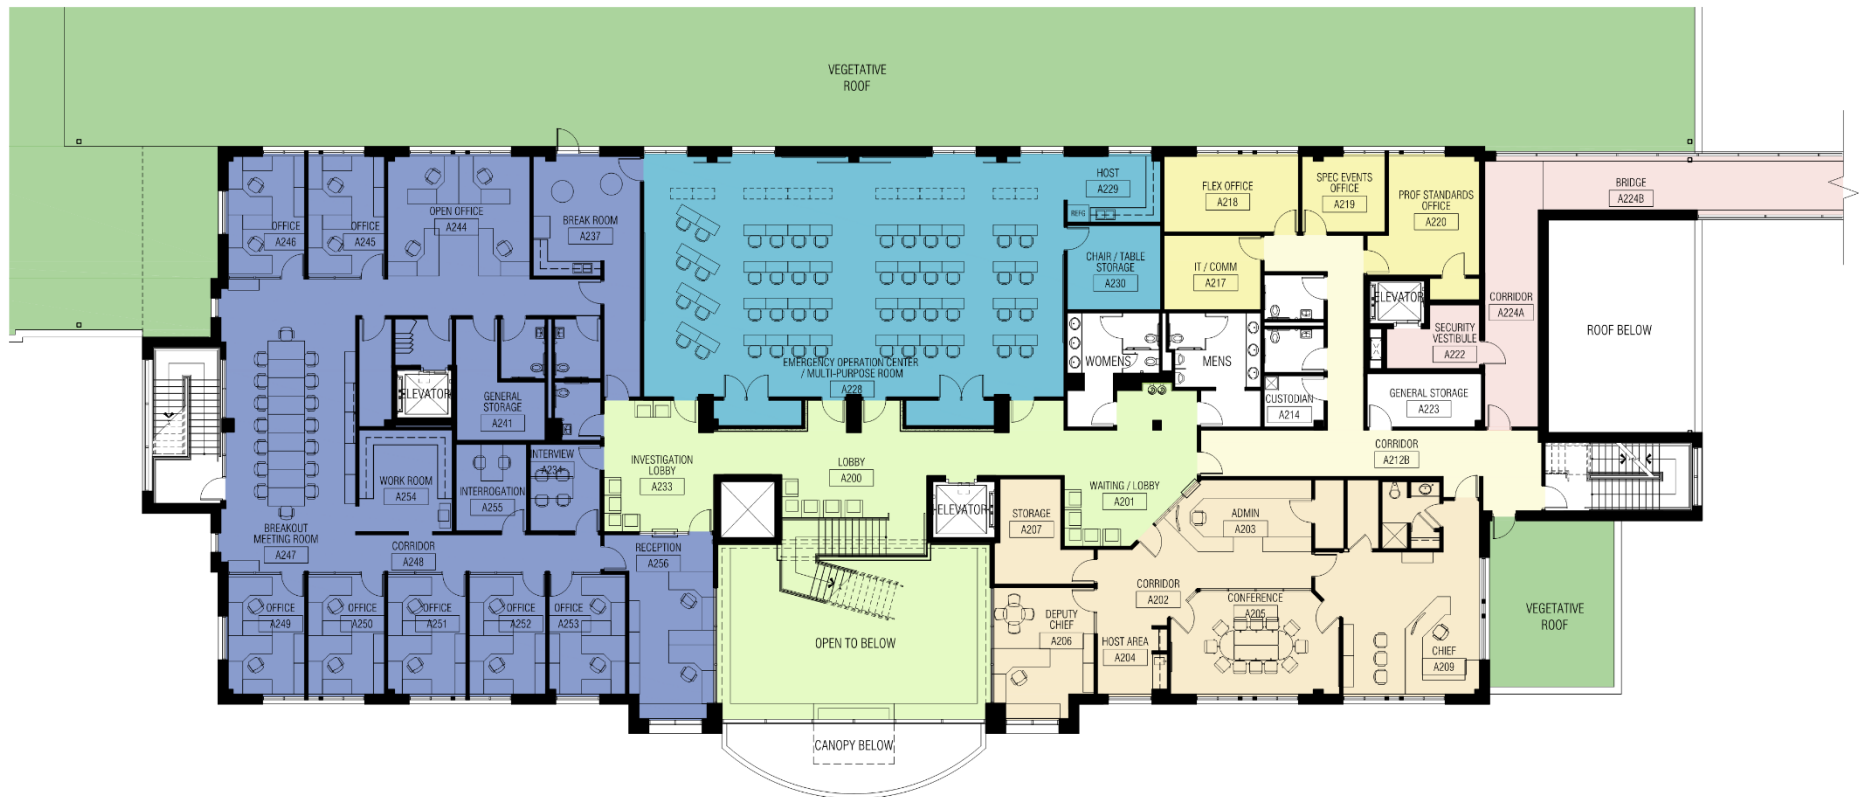 VEGETATIVE
ROOF
OFFICE
A246
OFFICE
A245
OPEN OFFICE
A244
BREAK ROOM
A237
HOST
A229
REFG
CHAIR / TABLE
STORAGE
A230
FLEX OFFICE
A218
SPEC EVENTS
OFFICE
A219
PROF STANDARDS
OFFICE
A220
BRIDGE
A224B
IT / COMM
A217
ELEVATOR
CORRIDOR
A224A
SECURITY
VESTIBULE
A222
ROOF BELOW
WOMENS
MENS
EMERGENCY OPERATION CENTER
/ MULTI-PURPOSE ROOM
A228
ELEVATOR
GENERAL
STORAGE
A241
CUSTODIAN
A214
GENERAL STORAGE
A223
CORRIDOR
A212B
INTERVIEW
A234
INVESTIGATION
LOBBY
A233
LOBBY
A200
WORK ROOM
A254
INTERROGATION
A255
WAITING / LOBBY
A201
ELEVATOR
STORAGE
A207
ADMIN
A203
BREAKOUT
MEETING ROOM
A247
CORRIDOR
A248
RECEPTION
A256
CORRIDOR
A202
OFFICE
A249
OFFICE
A250
OFFICE
A251
OFFICE
A252
OFFICE
A253
OPEN TO BELOW
DEPUTY
CHIEF
A206
HOST AREA
A204
CONFERENCE
A205
CHIEF
A209
VEGETATIVE
ROOF
CANOPY BELOW